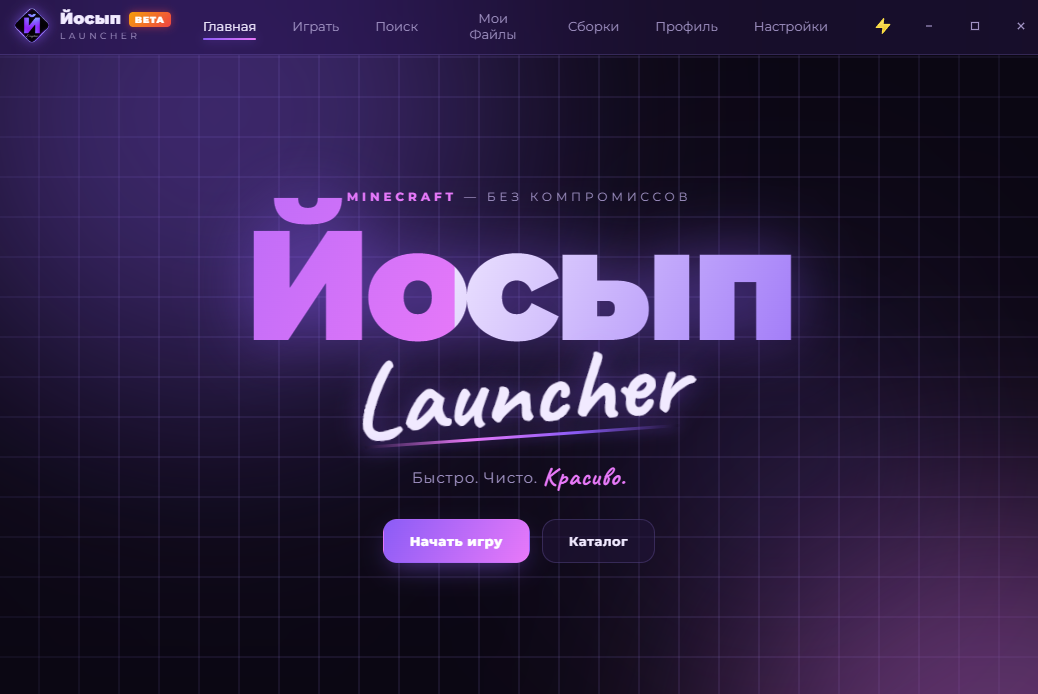 Йосып BETA
LAUNCHER
Главная Играть Поиск Мои Файлы Сборки Профиль Настройки
MINECRAFT — БЕЗ КОМПРОМИССОВ
Йосып
Launcher
Быстро. Чисто. Красиво.
Начать игру Каталог